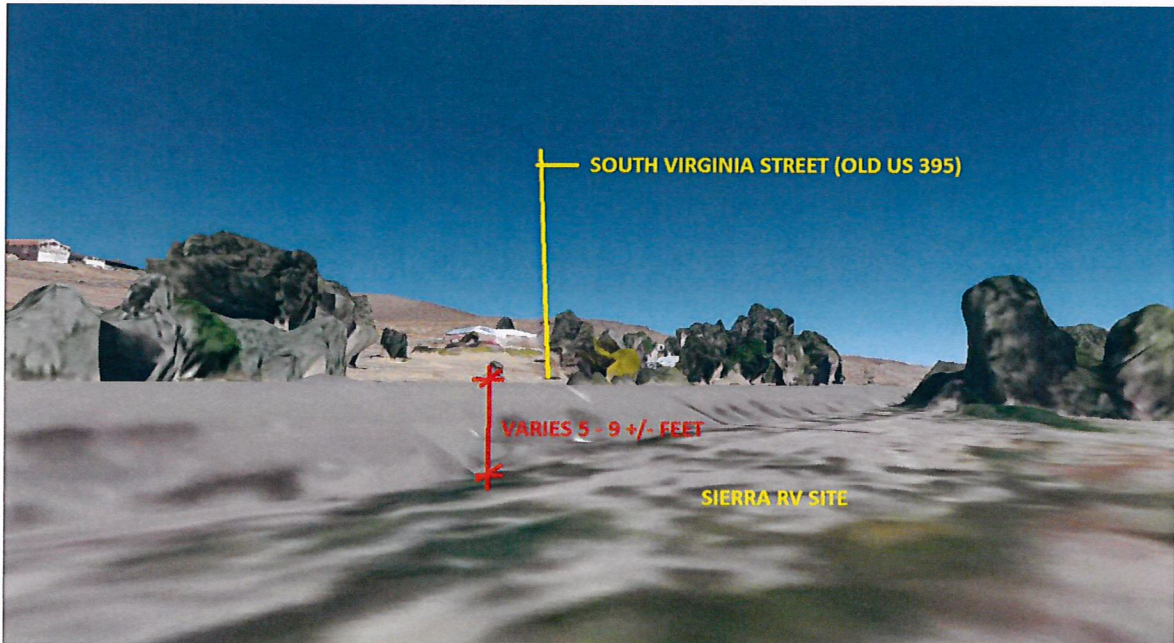 SOUTH VIRGINIA STREET (OLD US 395)
VARIES 5 - 9 +/- FEET
SIERRA RV SITE